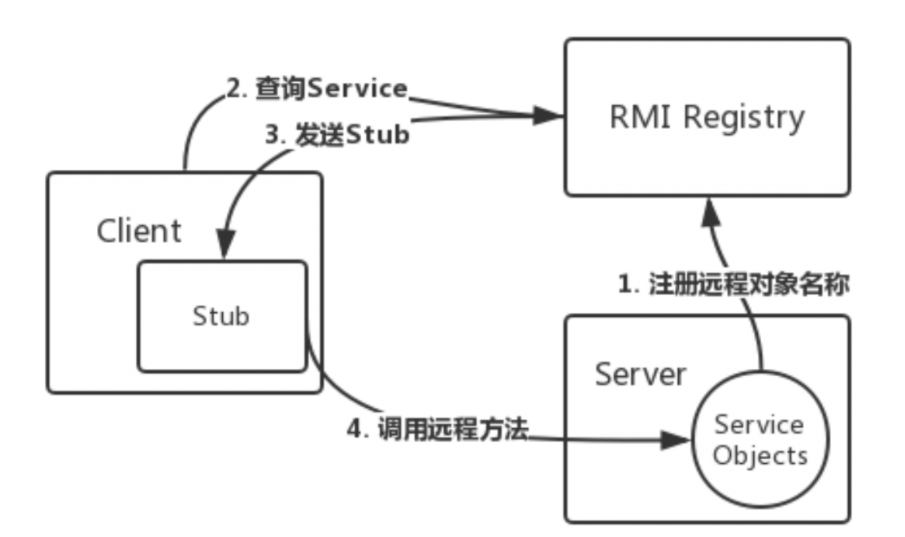 2. 查询Service
RMI Registry
3. 发送Stub
Client
1. 注册远程对象名称
Stub
Server
Service
Objects
4. 调用远程方法